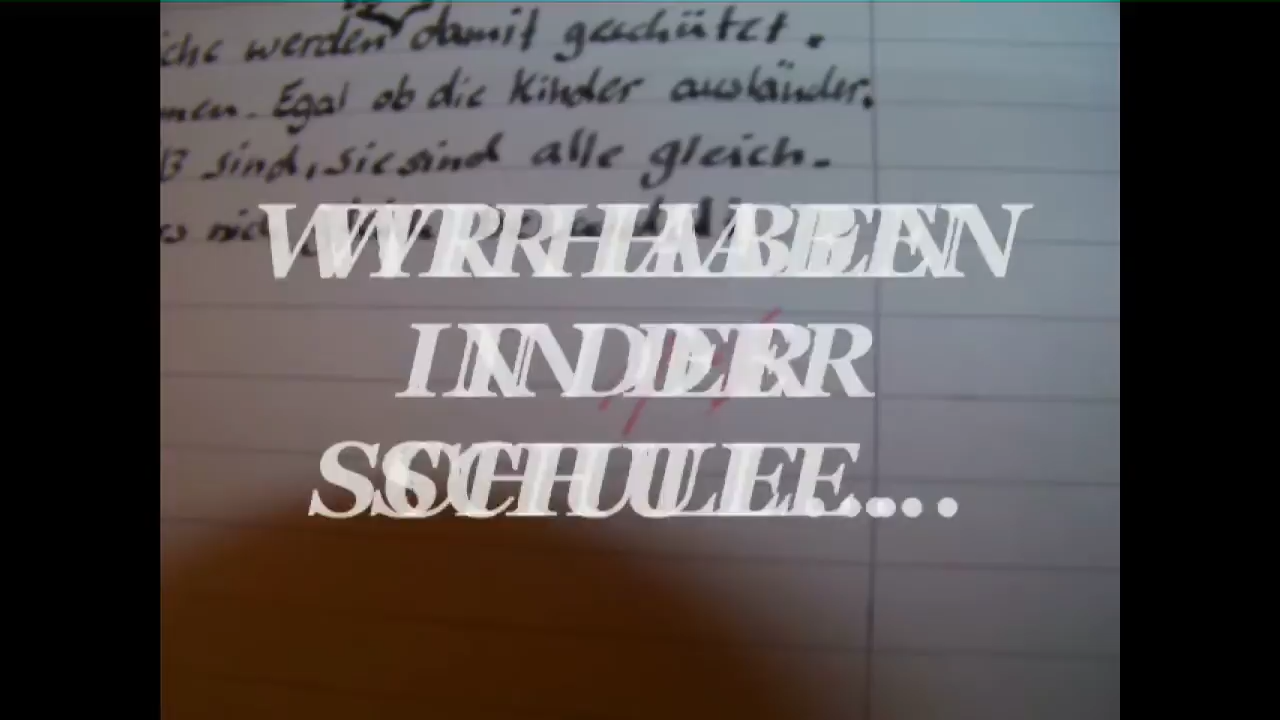 werden damit geschützt.
Egal ob die Kinder ausländer.
sind, sie sind alle gleich.
WIR HABEN
IN DER
SCHULE....